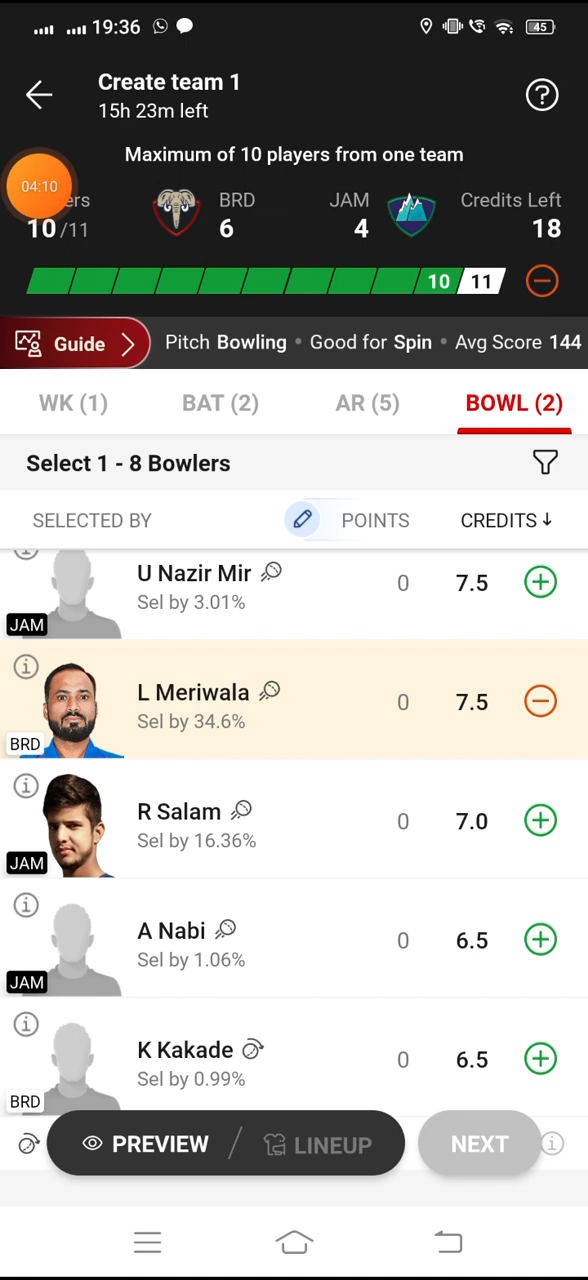 19:36 45
Create team 1
15h 23m left
Maximum of 10 players from one team
04:10
ers BRD JAM Credits Left
10/11 6 4 18
10 11
Guide Pitch Bowling • Good for Spin • Avg Score 144
WK (1) BAT (2) AR (5) BOWL (2)
Select 1 - 8 Bowlers
SELECTED BY POINTS CREDITS↓
U Nazir Mir 0 7.5
Sel by 3.01%
JAM
L Meriwala 0 7.5
Sel by 34.6%
BRD
R Salam 0 7.0
Sel by 16.36%
JAM
A Nabi 0 6.5
Sel by 1.06%
JAM
K Kakade 0 6.5
Sel by 0.99%
BRD
PREVIEW / LINEUP NEXT